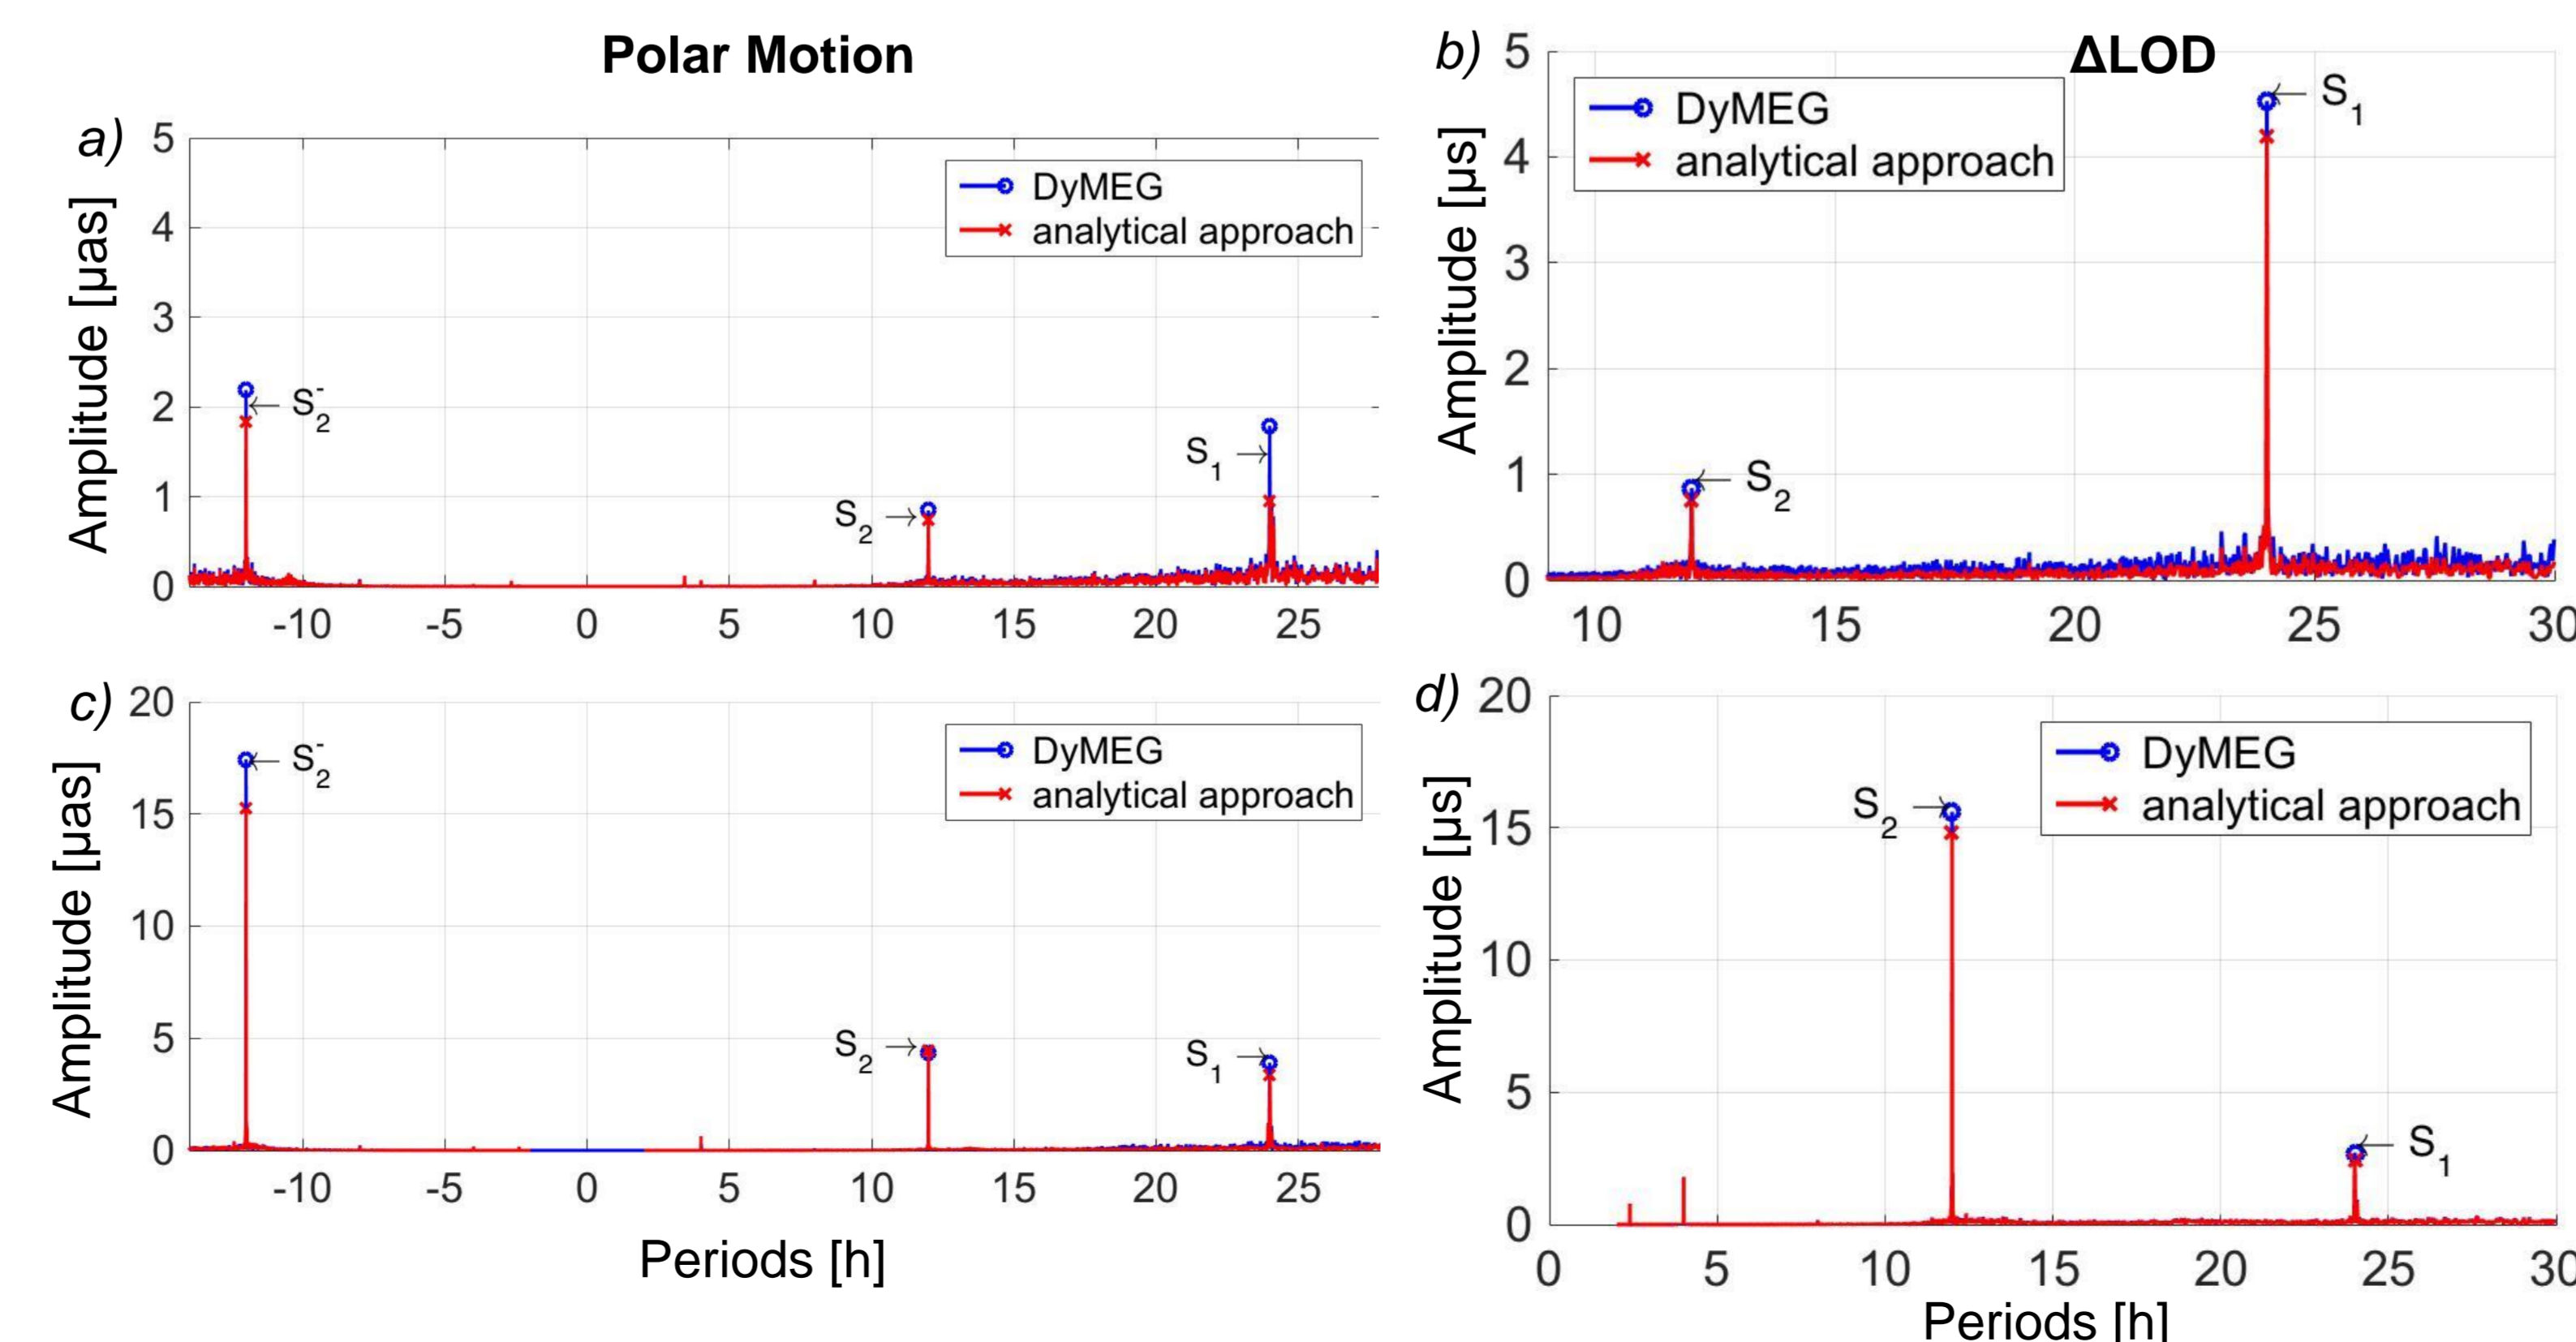 Polar Motion
a)
5
4
3
2
1
0
Amplitude [µas]
DyMEG
analytical approach
S2-
S2
S1
-10 -5 0 5 10 15 20 25
b)
ΔLOD
5
4
3
2
1
0
Amplitude [µs]
DyMEG
analytical approach
S1
S2
10 15 20 25 30
c)
20
15
10
5
0
Amplitude [µas]
DyMEG
analytical approach
S2-
S2
S1
-10 -5 0 5 10 15 20 25
Periods [h]
d)
20
15
10
5
0
Amplitude [µs]
DyMEG
analytical approach
S2
S1
0 5 10 15 20 25 30
Periods [h]